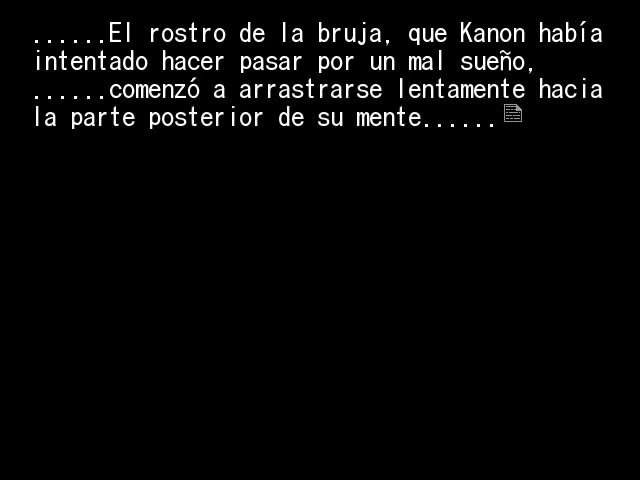 ......El rostro de la bruja, que Kanon había
intentado hacer pasar por un mal sueño,
......comenzó a arrastrarse lentamente hacia
la parte posterior de su mente......